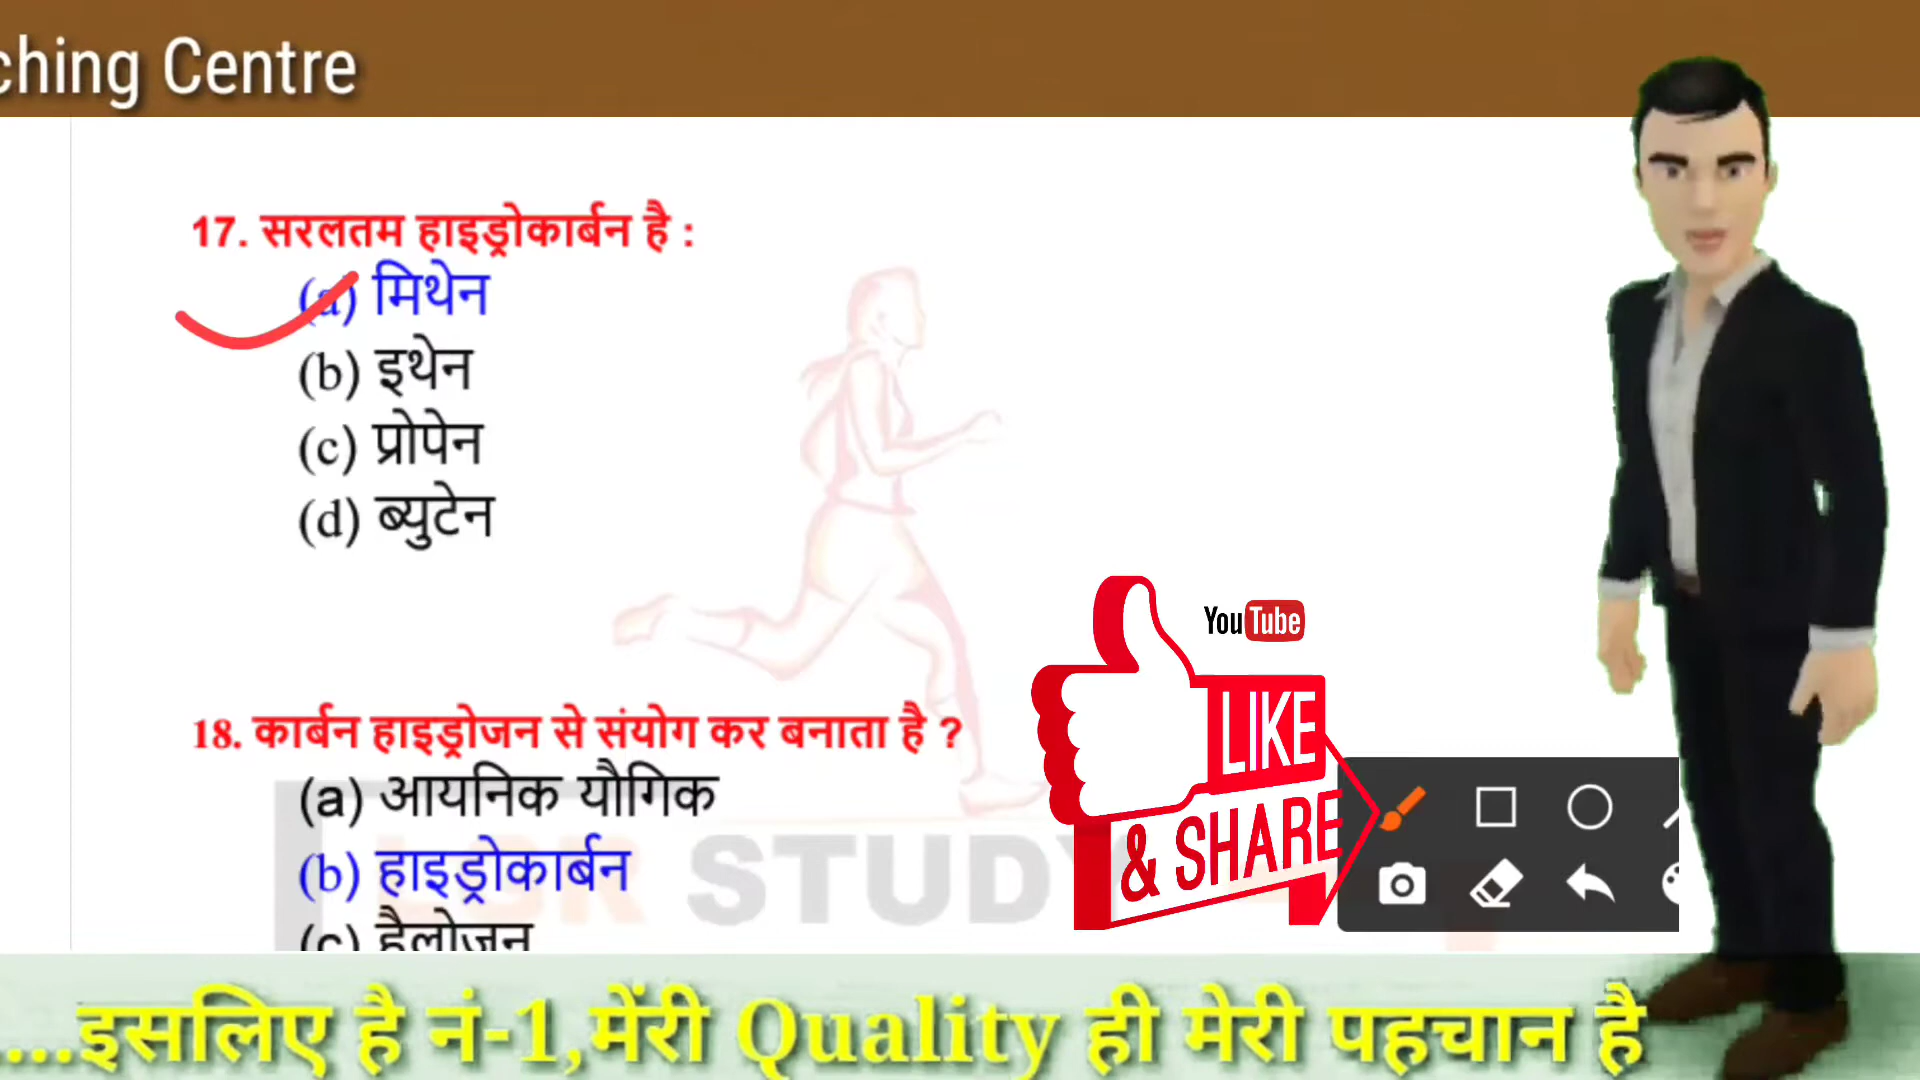 ching Centre
17. सरलतम हाइड्रोकार्बन है :
(a) मिथेन
(b) इथेन
(c) प्रोपेन
(d) ब्युटेन
YouTube
LIKE
& SHARE
18. कार्बन हाइड्रोजन से संयोग कर बनाता है ?
(a) आयनिक यौगिक
(b) हाइड्रोकार्बन
(c) हैलोजन
STUDY
....इसलिए है नं-1,मेंरी Quality ही मेरी पहचान है